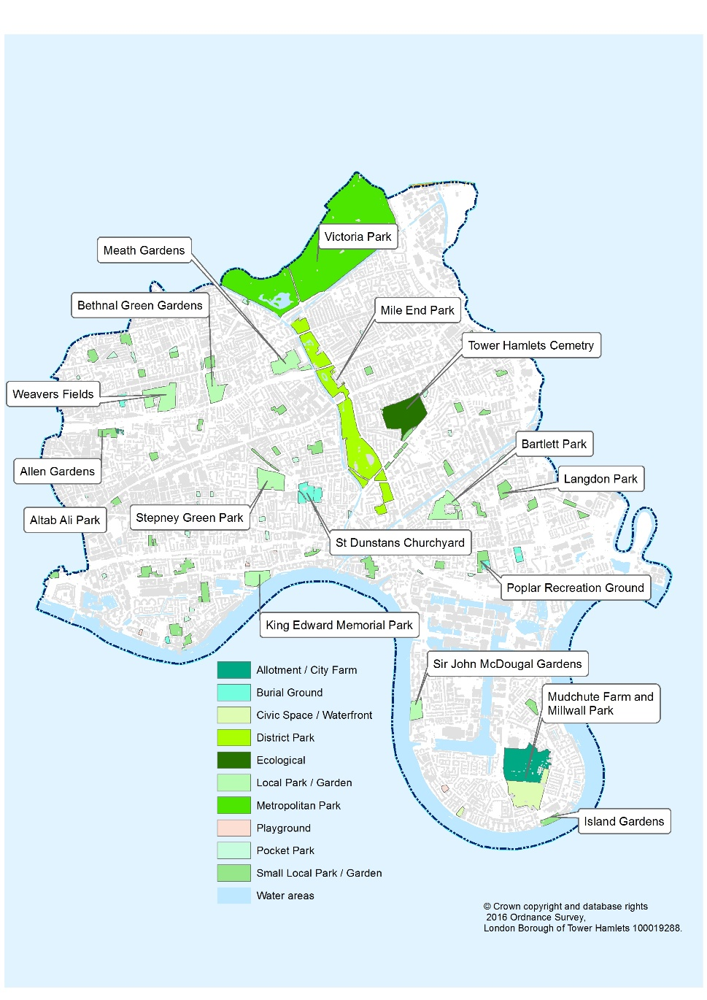 Victoria Park
Meath Gardens
Bethnal Green Gardens
Mile End Park
Tower Hamlets Cemetry
Weavers Fields
Bartlett Park
Allen Gardens
Langdon Park
Altab Ali Park
Stepney Green Park
St Dunstans Churchyard
Poplar Recreation Ground
King Edward Memorial Park
Sir John McDougal Gardens
Mudchute Farm and
Millwall Park
Island Gardens
Allotment / City Farm
Burial Ground
Civic Space / Waterfront
District Park
Ecological
Local Park / Garden
Metropolitan Park
Playground
Pocket Park
Small Local Park / Garden
Water areas
© Crown copyright and database rights
2016 Ordnance Survey,
London Borough of Tower Hamlets 100019288.